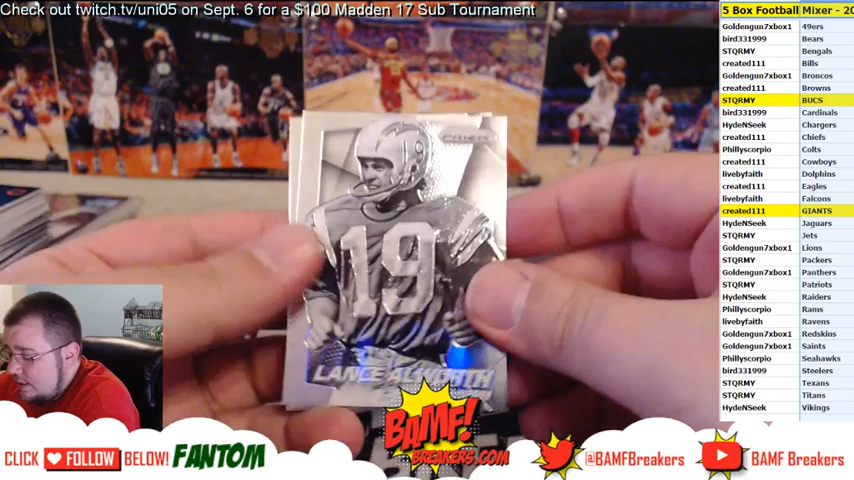 Check out twitch.tv/uni05 on Sept. 6 for a $100 Madden 17 Sub Tournament
5 Box Football Mixer - 20
Goldengun7xbox1 49ers
bird331999 Bears
STQRMY Bengals
created111 Bills
Goldengun7xbox1 Broncos
created111 Browns
STQRMY BUCS
bird331999 Cardinals
HydeNSeek Chargers
created111 Chiefs
Phillyscorpio Colts
created111 Cowboys
livebyfaith Dolphins
created111 Eagles
livebyfaith Falcons
created111 GIANTS
HydeNSeek Jaguars
STQRMY Jets
Goldengun7xbox1 Lions
STQRMY Packers
Goldengun7xbox1 Panthers
STQRMY Patriots
HydeNSeek Raiders
Phillyscorpio Rams
livebyfaith Ravens
Goldengun7xbox1 Redskins
Goldengun7xbox1 Saints
Phillyscorpio Seahawks
bird331999 Steelers
STQRMY Texans
STQRMY Titans
HydeNSeek Vikings
PRIZM
19
19
LANCE ALWORTH
BAMF!
BREAKERS.COM
CLICK FOLLOW BELOW! FANTOM
@BAMFBreakers
BAMF Breakers